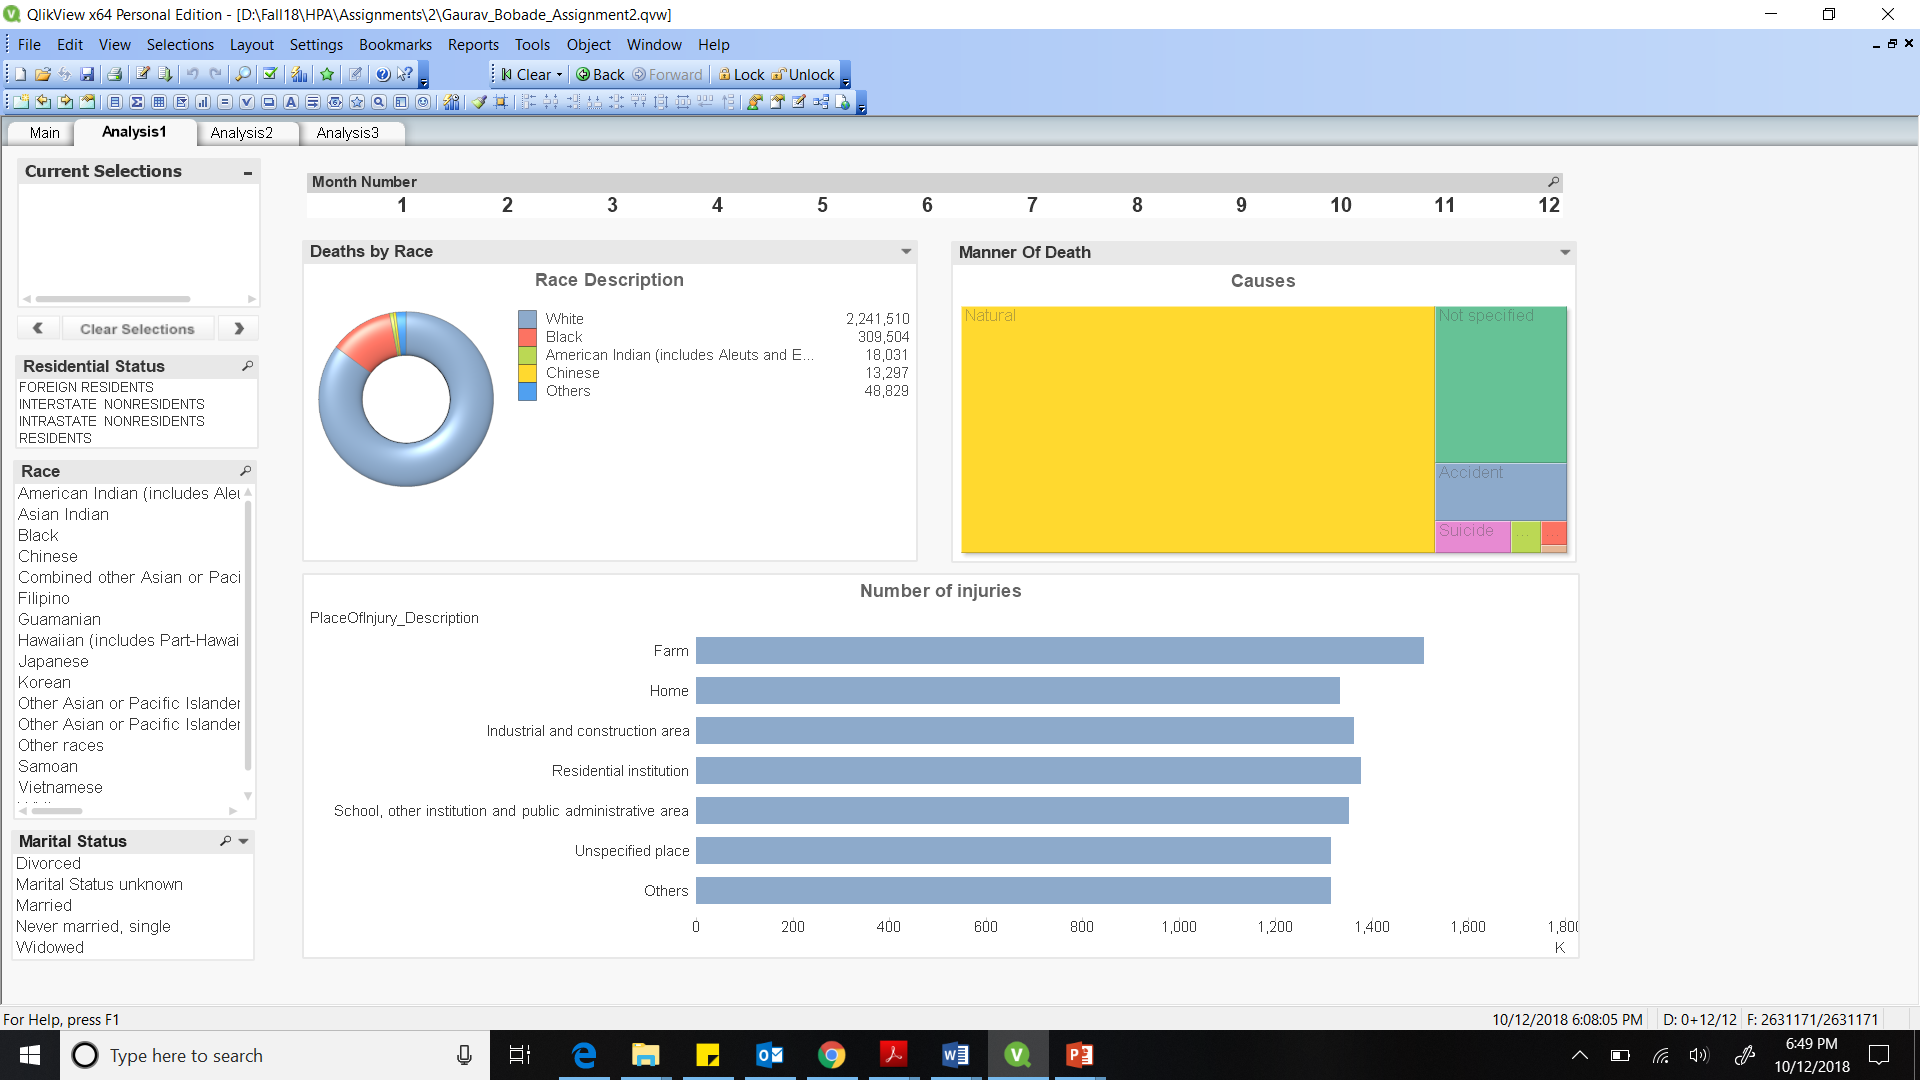 QlikView x64 Personal Edition - [D:\Fall18\HPA\Assignments\2\Gaurav_Bobade_Assignment2.qvw]
File Edit View Selections Layout Settings Bookmarks Reports Tools Object Window Help
Clear Back Forward Lock Unlock
Main Analysis1 Analysis2 Analysis3
Current Selections
Clear Selections
Residential Status
FOREIGN RESIDENTS
INTERSTATE NONRESIDENTS
INTRASTATE NONRESIDENTS
RESIDENTS
Race
American Indian (includes Aleu
Asian Indian
Black
Chinese
Combined other Asian or Paci
Filipino
Guamanian
Hawaiian (includes Part-Hawai
Japanese
Korean
Other Asian or Pacific Islander
Other Asian or Pacific Islander
Other races
Samoan
Vietnamese
Marital Status
Divorced
Marital Status unknown
Married
Never married, single
Widowed
Month Number
1 2 3 4 5 6 7 8 9 10 11 12
Deaths by Race
Race Description
White 2,241,510
Black 309,504
American Indian (includes Aleuts and E... 18,031
Chinese 13,297
Others 48,829
Manner Of Death
Causes
Natural
Not specified
Accident
Suicide
...
...
Number of injuries
PlaceOfInjury_Description
Farm
Home
Industrial and construction area
Residential institution
School, other institution and public administrative area
Unspecified place
Others
0 200 400 600 800 1,000 1,200 1,400 1,600 1,800
K
For Help, press F1
10/12/2018 6:08:05 PM D: 0+12/12 F: 2631171/2631171
Type here to search
6:49 PM
10/12/2018